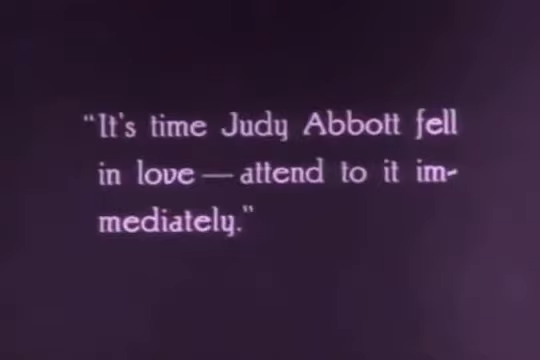 "It's time Judy Abbott fell
in love — attend to it im-
mediately."